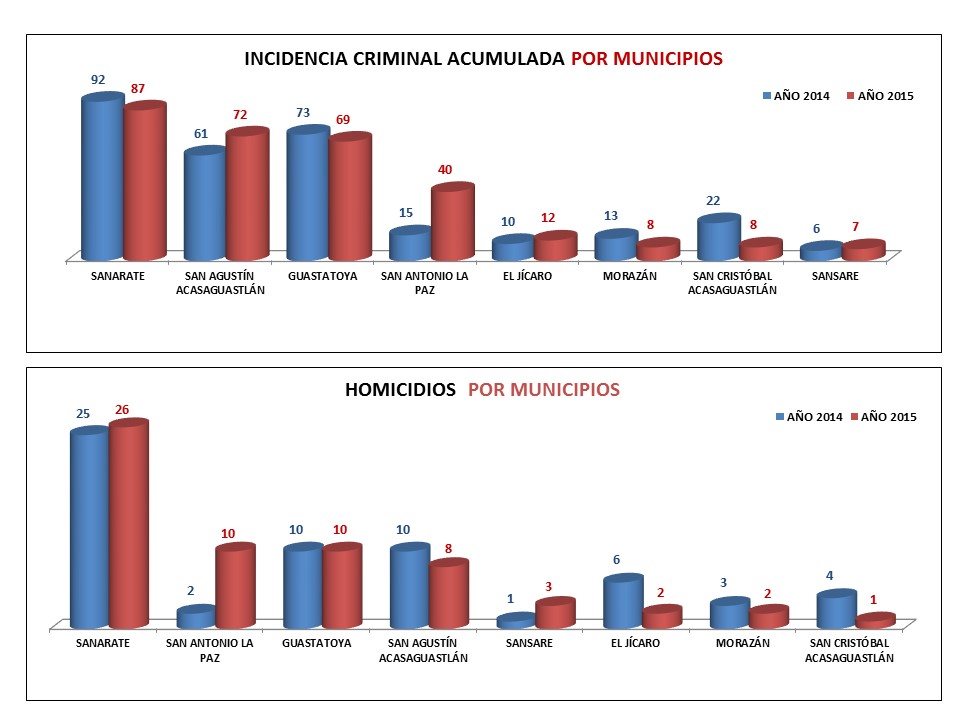 INCIDENCIA CRIMINAL ACUMULADA POR MUNICIPIOS
AÑO 2014 AÑO 2015
92 87 61 72 73 69 15 40 10 12 13 8 22 8 6 7
SANARATE SAN AGUSTÍN GUASTATOYA SAN ANTONIO LA EL JÍCARO MORAZÁN SAN CRISTÓBAL SANSARE
ACASAGUASTLÁN PAZ ACASAGUASTLÁN
HOMICIDIOS POR MUNICIPIOS
AÑO 2014 AÑO 2015
25 26 2 10 10 10 10 8 1 3 6 2 3 2 4 1
SANARATE SAN ANTONIO LA GUASTATOYA SAN AGUSTÍN SANSARE EL JÍCARO MORAZÁN SAN CRISTÓBAL
PAZ ACASAGUASTLÁN ACASAGUASTLÁN